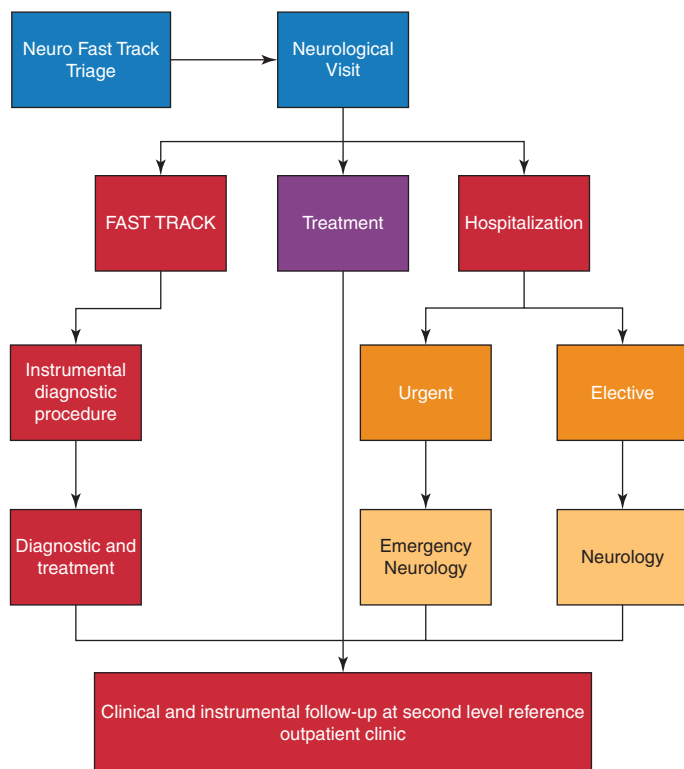 Neuro Fast Track
Triage
Neurological
Visit
FAST TRACK
Treatment
Hospitalization
Instrumental
diagnostic
procedure
Urgent
Elective
Diagnostic and
treatment
Emergency
Neurology
Neurology
Clinical and instrumental follow-up at second level reference
outpatient clinic